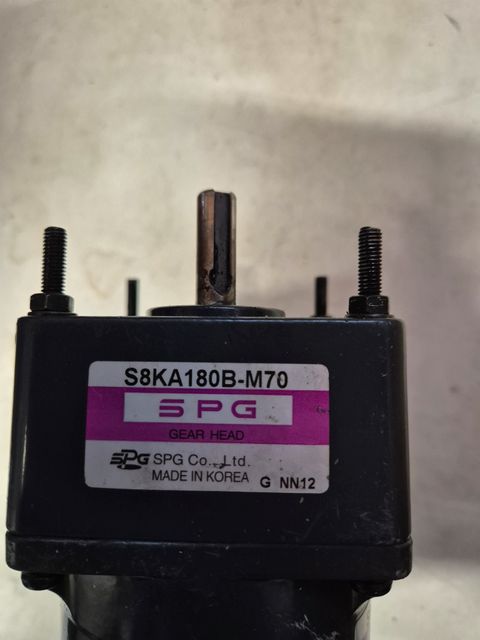 S8KA180B-M70
SPG
GEAR HEAD
SPG SPG Co., Ltd.
MADE IN KOREA G NN12